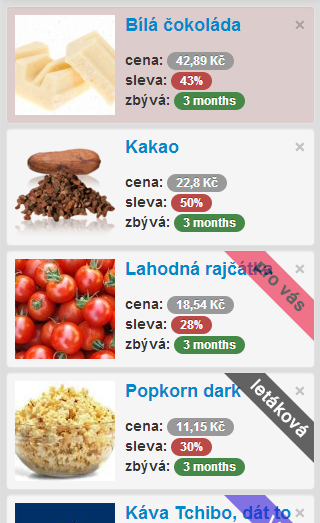 Bílá čokoláda
×
cena: 42,89 Kč
sleva: 43%
zbývá: 3 months
Kakao
×
cena: 22,8 Kč
sleva: 50%
zbývá: 3 months
Lahodná rajčátka
pro vás
cena: 18,54 Kč
sleva: 28%
zbývá: 3 months
Popkorn dark
×
letáková
cena: 11,15 Kč
sleva: 30%
zbývá: 3 months
Káva Tchibo, dát to
×